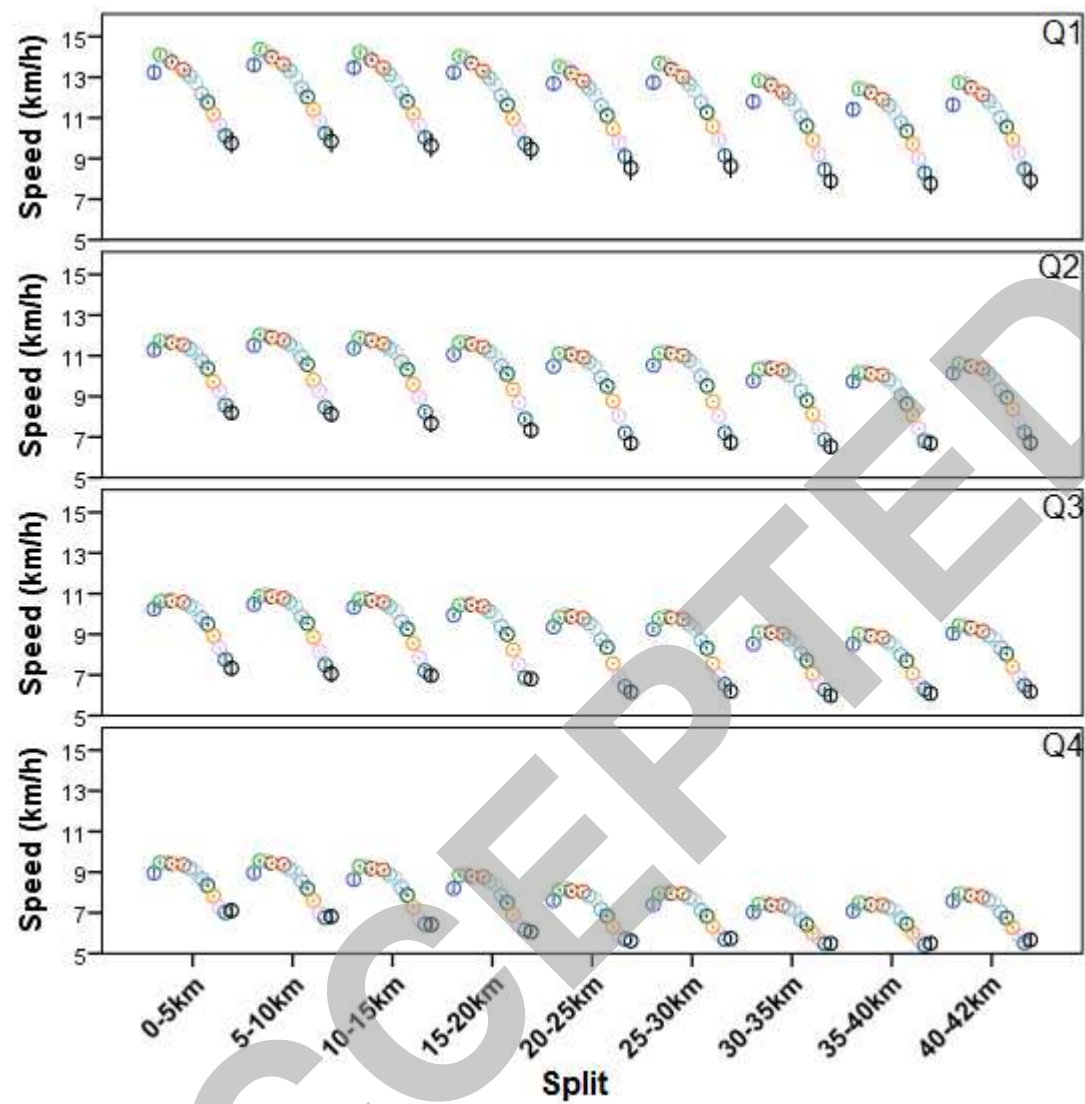 Q1
Speed (km/h)
15
13
11
9
7
5
Q2
Speed (km/h)
15
13
11
9
7
5
Q3
Speed (km/h)
15
13
11
9
7
5
Q4
Speed (km/h)
15
13
11
9
7
5
0-5km
5-10km
10-15km
15-20km
20-25km
25-30km
30-35km
35-40km
40-42km
Split
CCEPTED